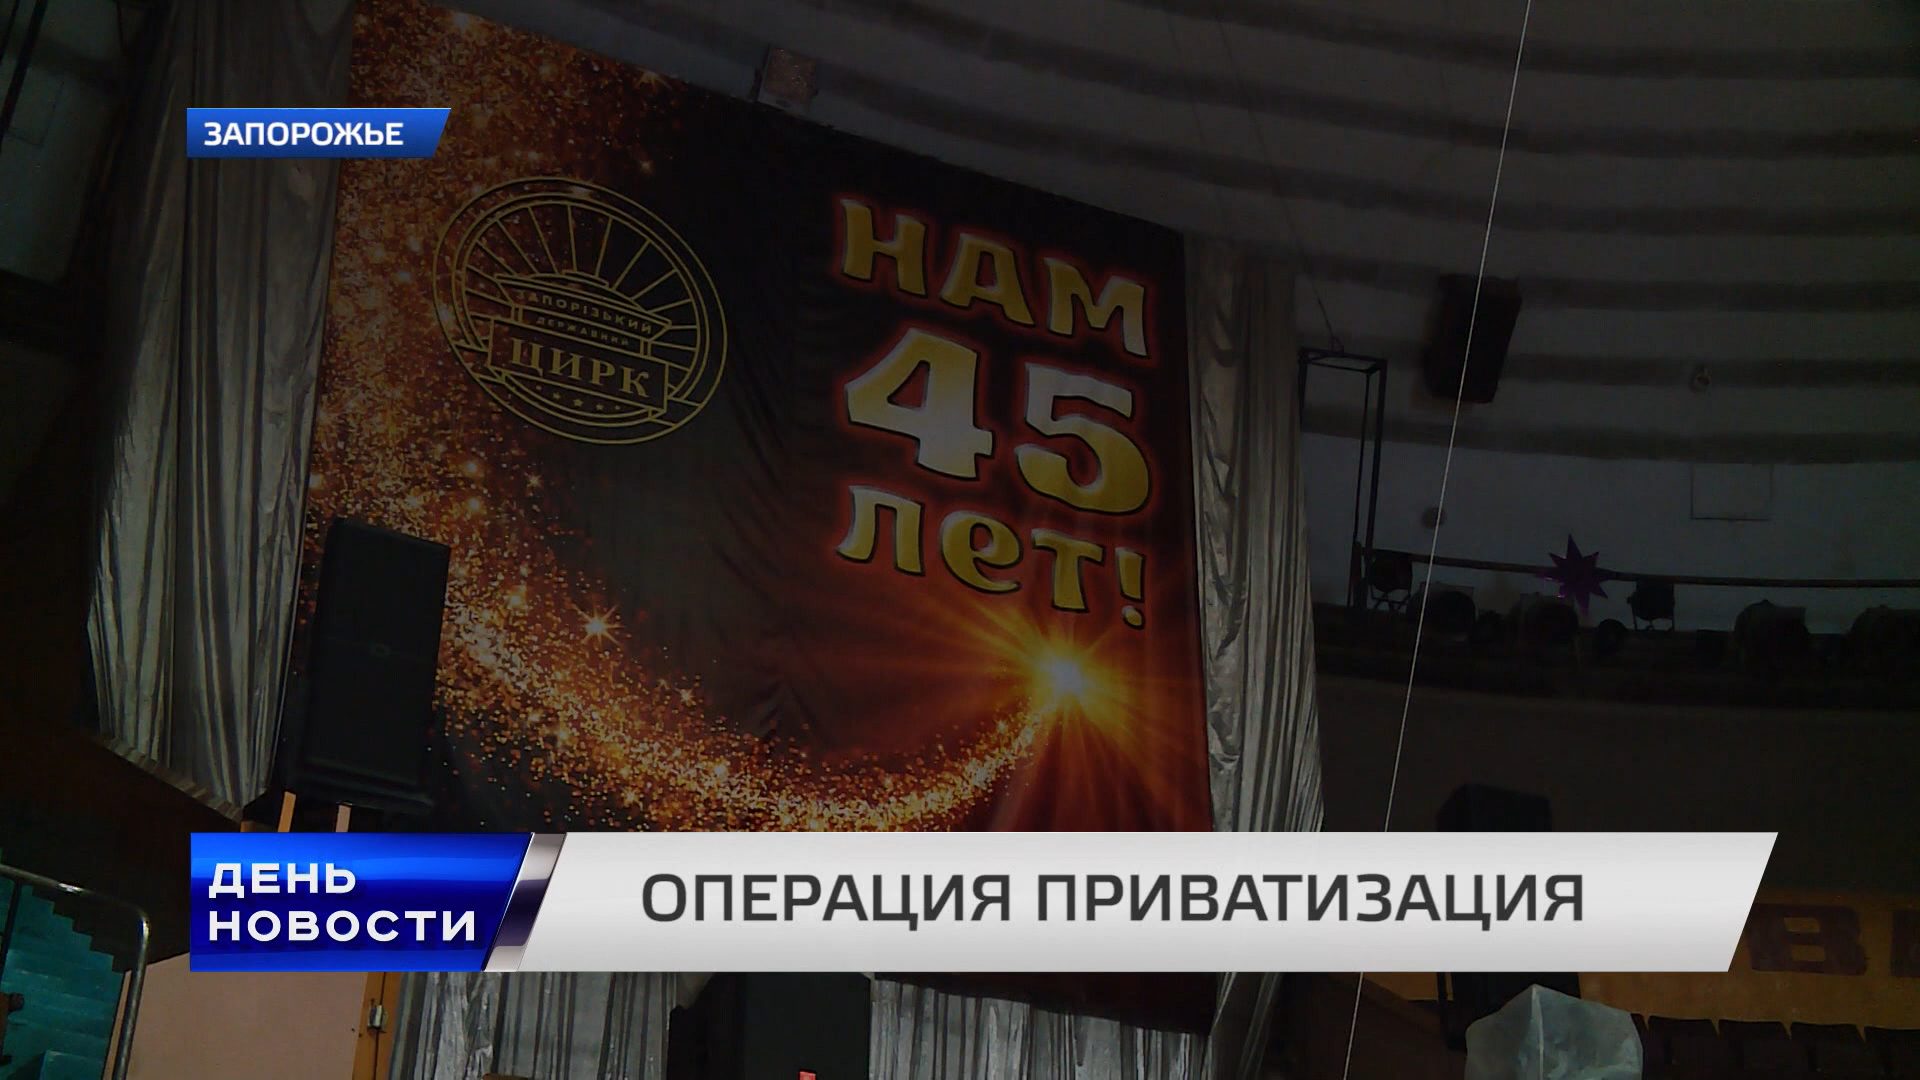 ЗАПОРОЖЬЕ
ЗАПОРІЗЬКИЙ
ДЕРЖАВНИЙ
ЦИРК
НАМ
45
лет!
ДЕНЬ
НОВОСТИ
ОПЕРАЦИЯ ПРИВАТИЗАЦИЯ